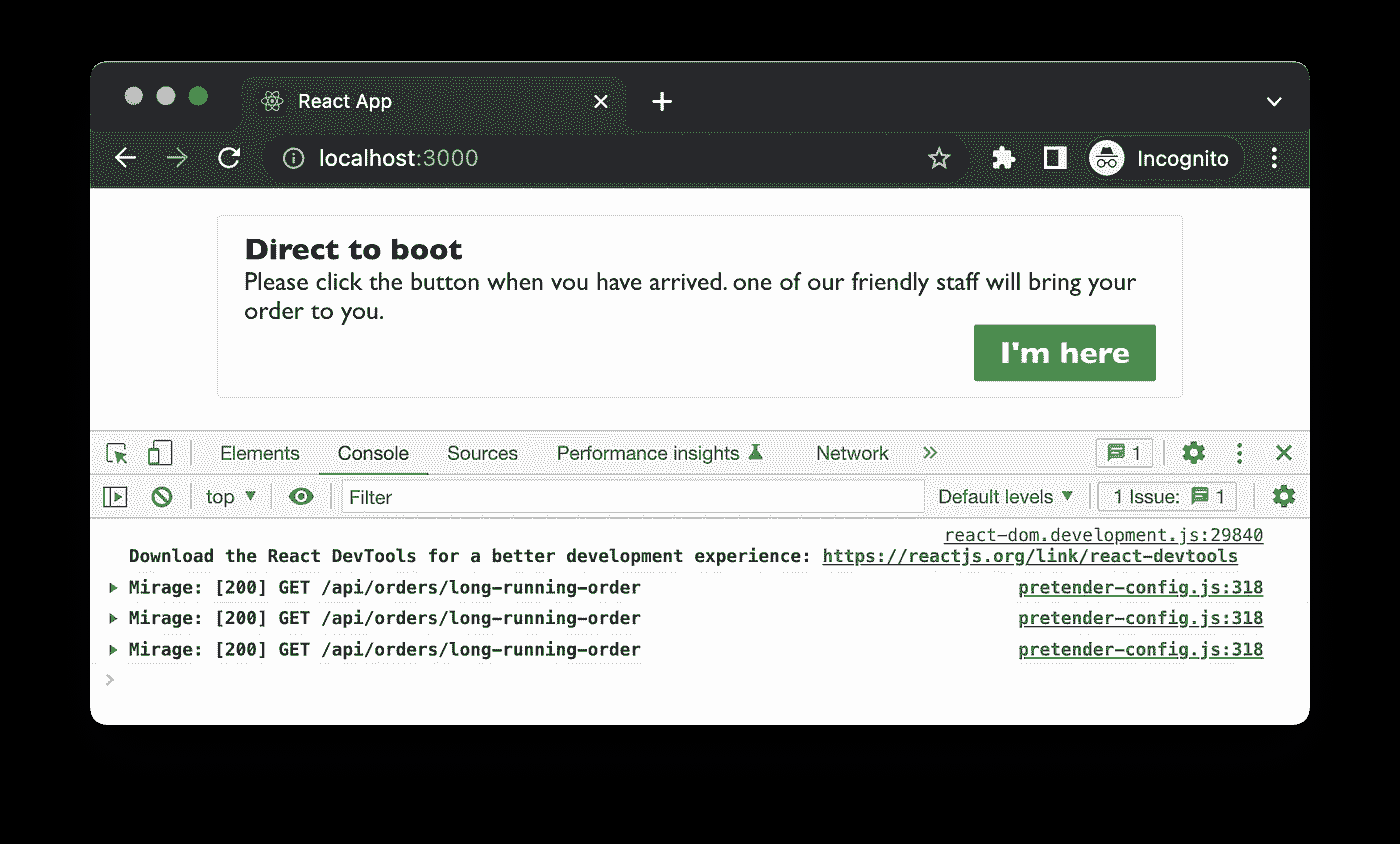 React App
localhost:3000
Incognito
Direct to boot
Please click the button when vou have arrived. one of our friendly staff will bring your
order to you.
I'm here
Elements Console Sources Performance insights Network 1
top Filter Default levels 1 Issue: 1
react-dom.development.js:29840
Download the React DevTools for a better development experience: https://reactjs.org/link/react-devtools
Mirage: [200] GET /api/orders/long-running-order pretender-config.js:318
Mirage: [200] GET /api/orders/long-running-order pretender-config.js:318
Mirage: [200] GET /api/orders/long-running-order pretender-config.js:318